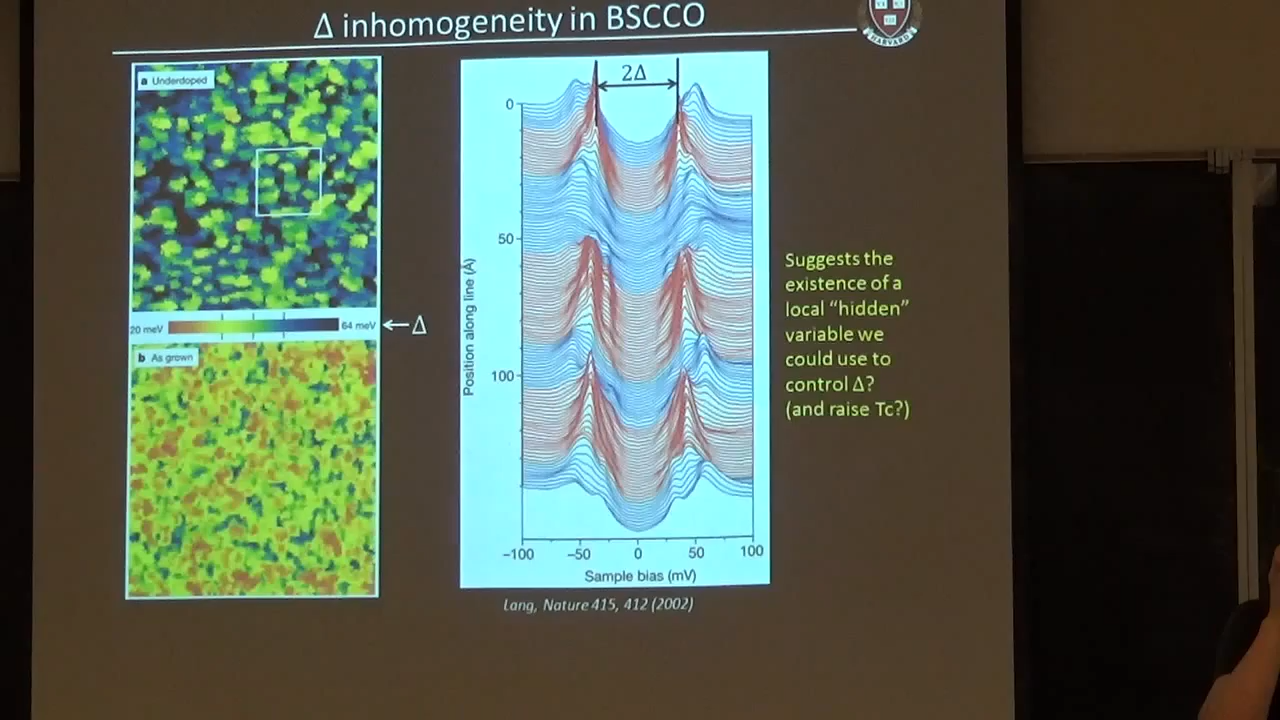 Δ inhomogeneity in BSCCO
HARVARD
a Underdoped
20 meV
64 meV
←Δ
b As grown
2Δ
0
50
100
Position along line (Å)
−100
−50
0
50
100
Sample bias (mV)
Lang, Nature 415, 412 (2002)
Suggests the
existence of a
local “hidden”
variable we
could use to
control Δ?
(and raise Tc?)